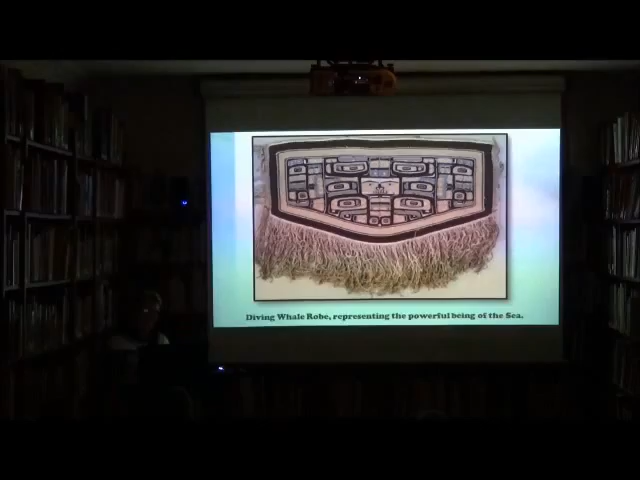 Diving Whale Robe, representing the powerful being of the Sea.